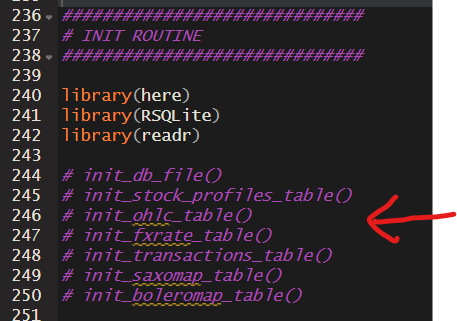 236 ##############################
237 # INIT ROUTINE
238 ##############################
239
240 library(here)
241 library(RSQLite)
242 library(readr)
243
244 # init_db_file()
245 # init_stock_profiles_table()
246 # init_ohlc_table()
247 # init_fxrate_table()
248 # init_transactions_table()
249 # init_saxomap_table()
250 # init_boleromap_table()
251